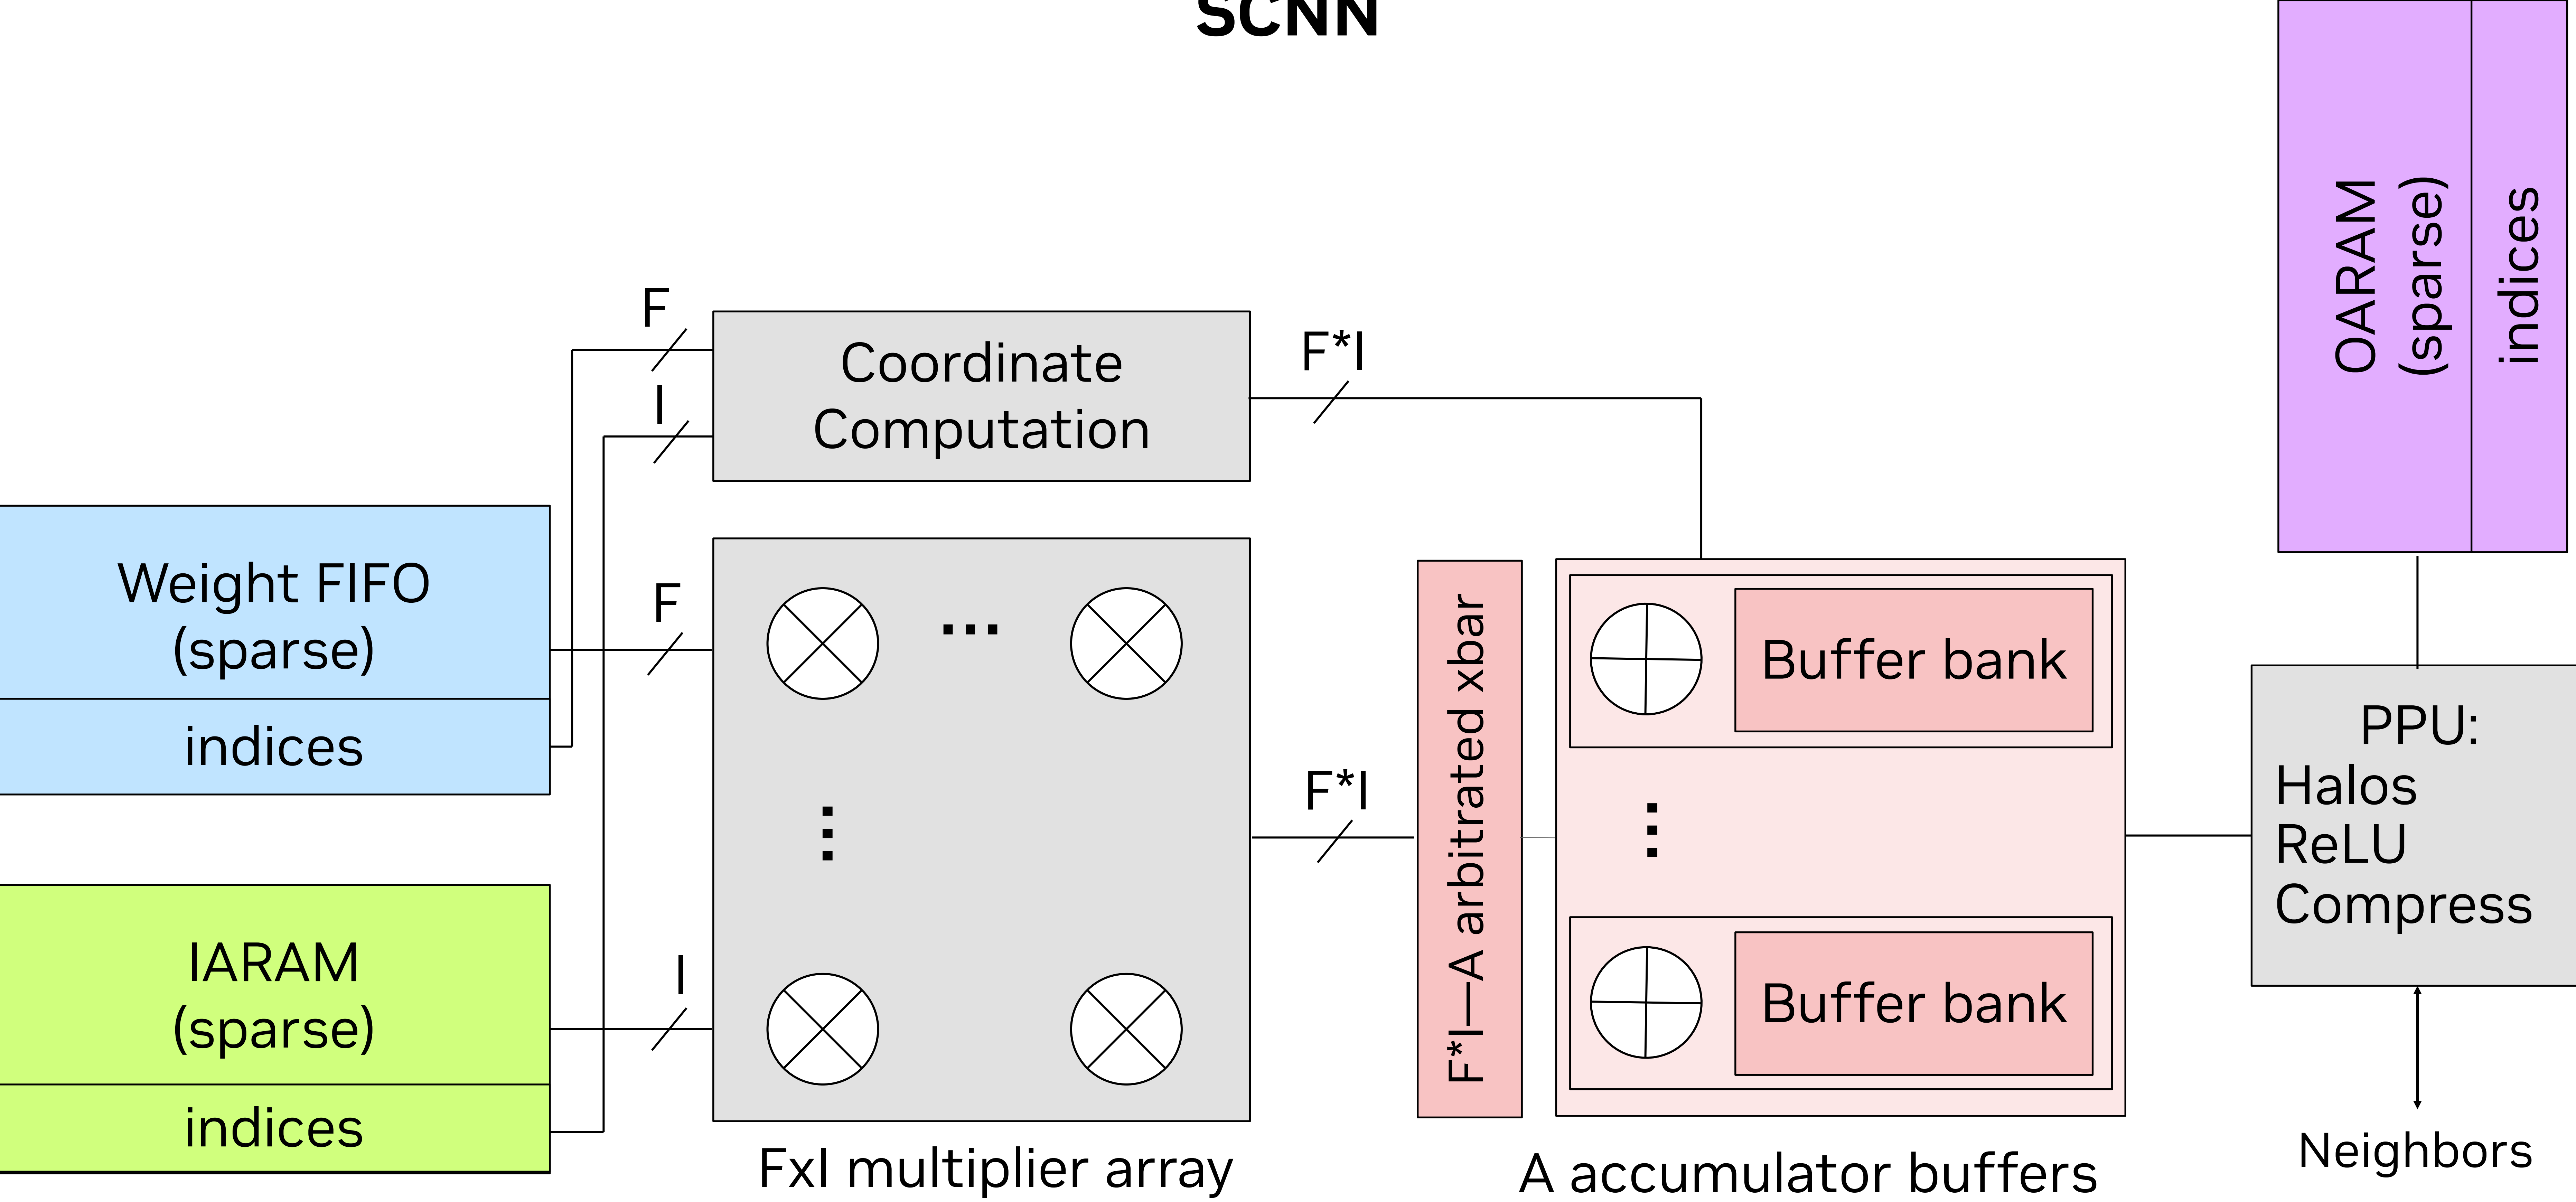 SCNN
OARAM
(sparse)
indices
F
I
Coordinate
Computation
F*I
Weight FIFO
(sparse)
indices
F
IARAM
(sparse)
indices
I
...
FxI multiplier array
F*I
F*I—A arbitrated xbar
Buffer bank
Buffer bank
A accumulator buffers
PPU:
Halos
ReLU
Compress
Neighbors